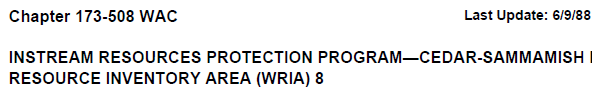 Chapter 173-508 WAC
Last Update: 6/9/88
INSTREAM RESOURCES PROTECTION PROGRAM—CEDAR-SAMMAMISH
RESOURCE INVENTORY AREA (WRIA) 8